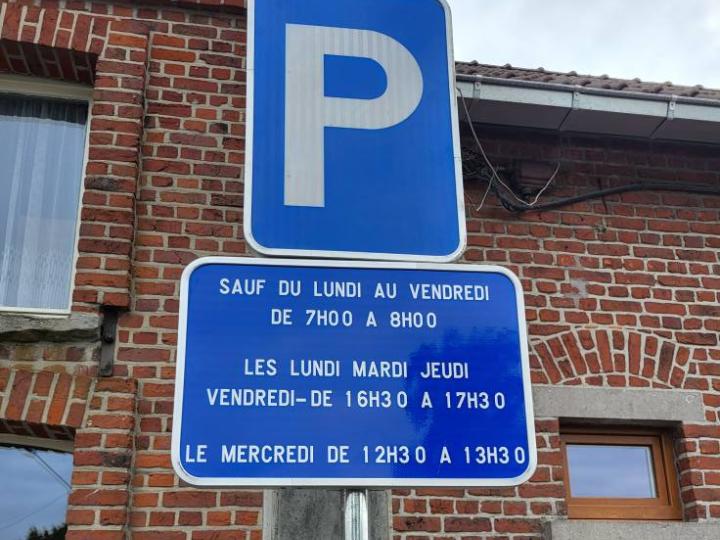 P
SAUF DU LUNDI AU VENDREDI
DE 7H00 A 8H00
LES LUNDI MARDI JEUDI
VENDREDI-DE 16H30 A 17H30
LE MERCREDI DE 12H30 A 13H30